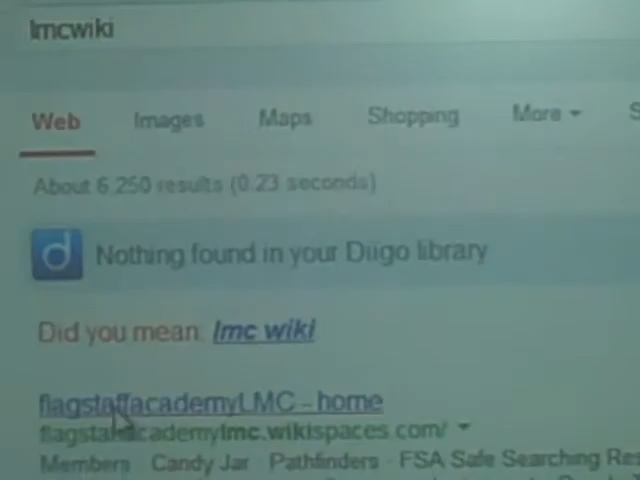 lmcwiki
Web Images Maps Shopping More
About 6,250 results (0.23 seconds)
d Nothing found in your Diigo library
Did you mean: lmc wiki
flagstaffacademyLMC - home
flagstaffacademylmc.wikispaces.com/
Members Candy Jar Pathfinders FSA Safe Searching